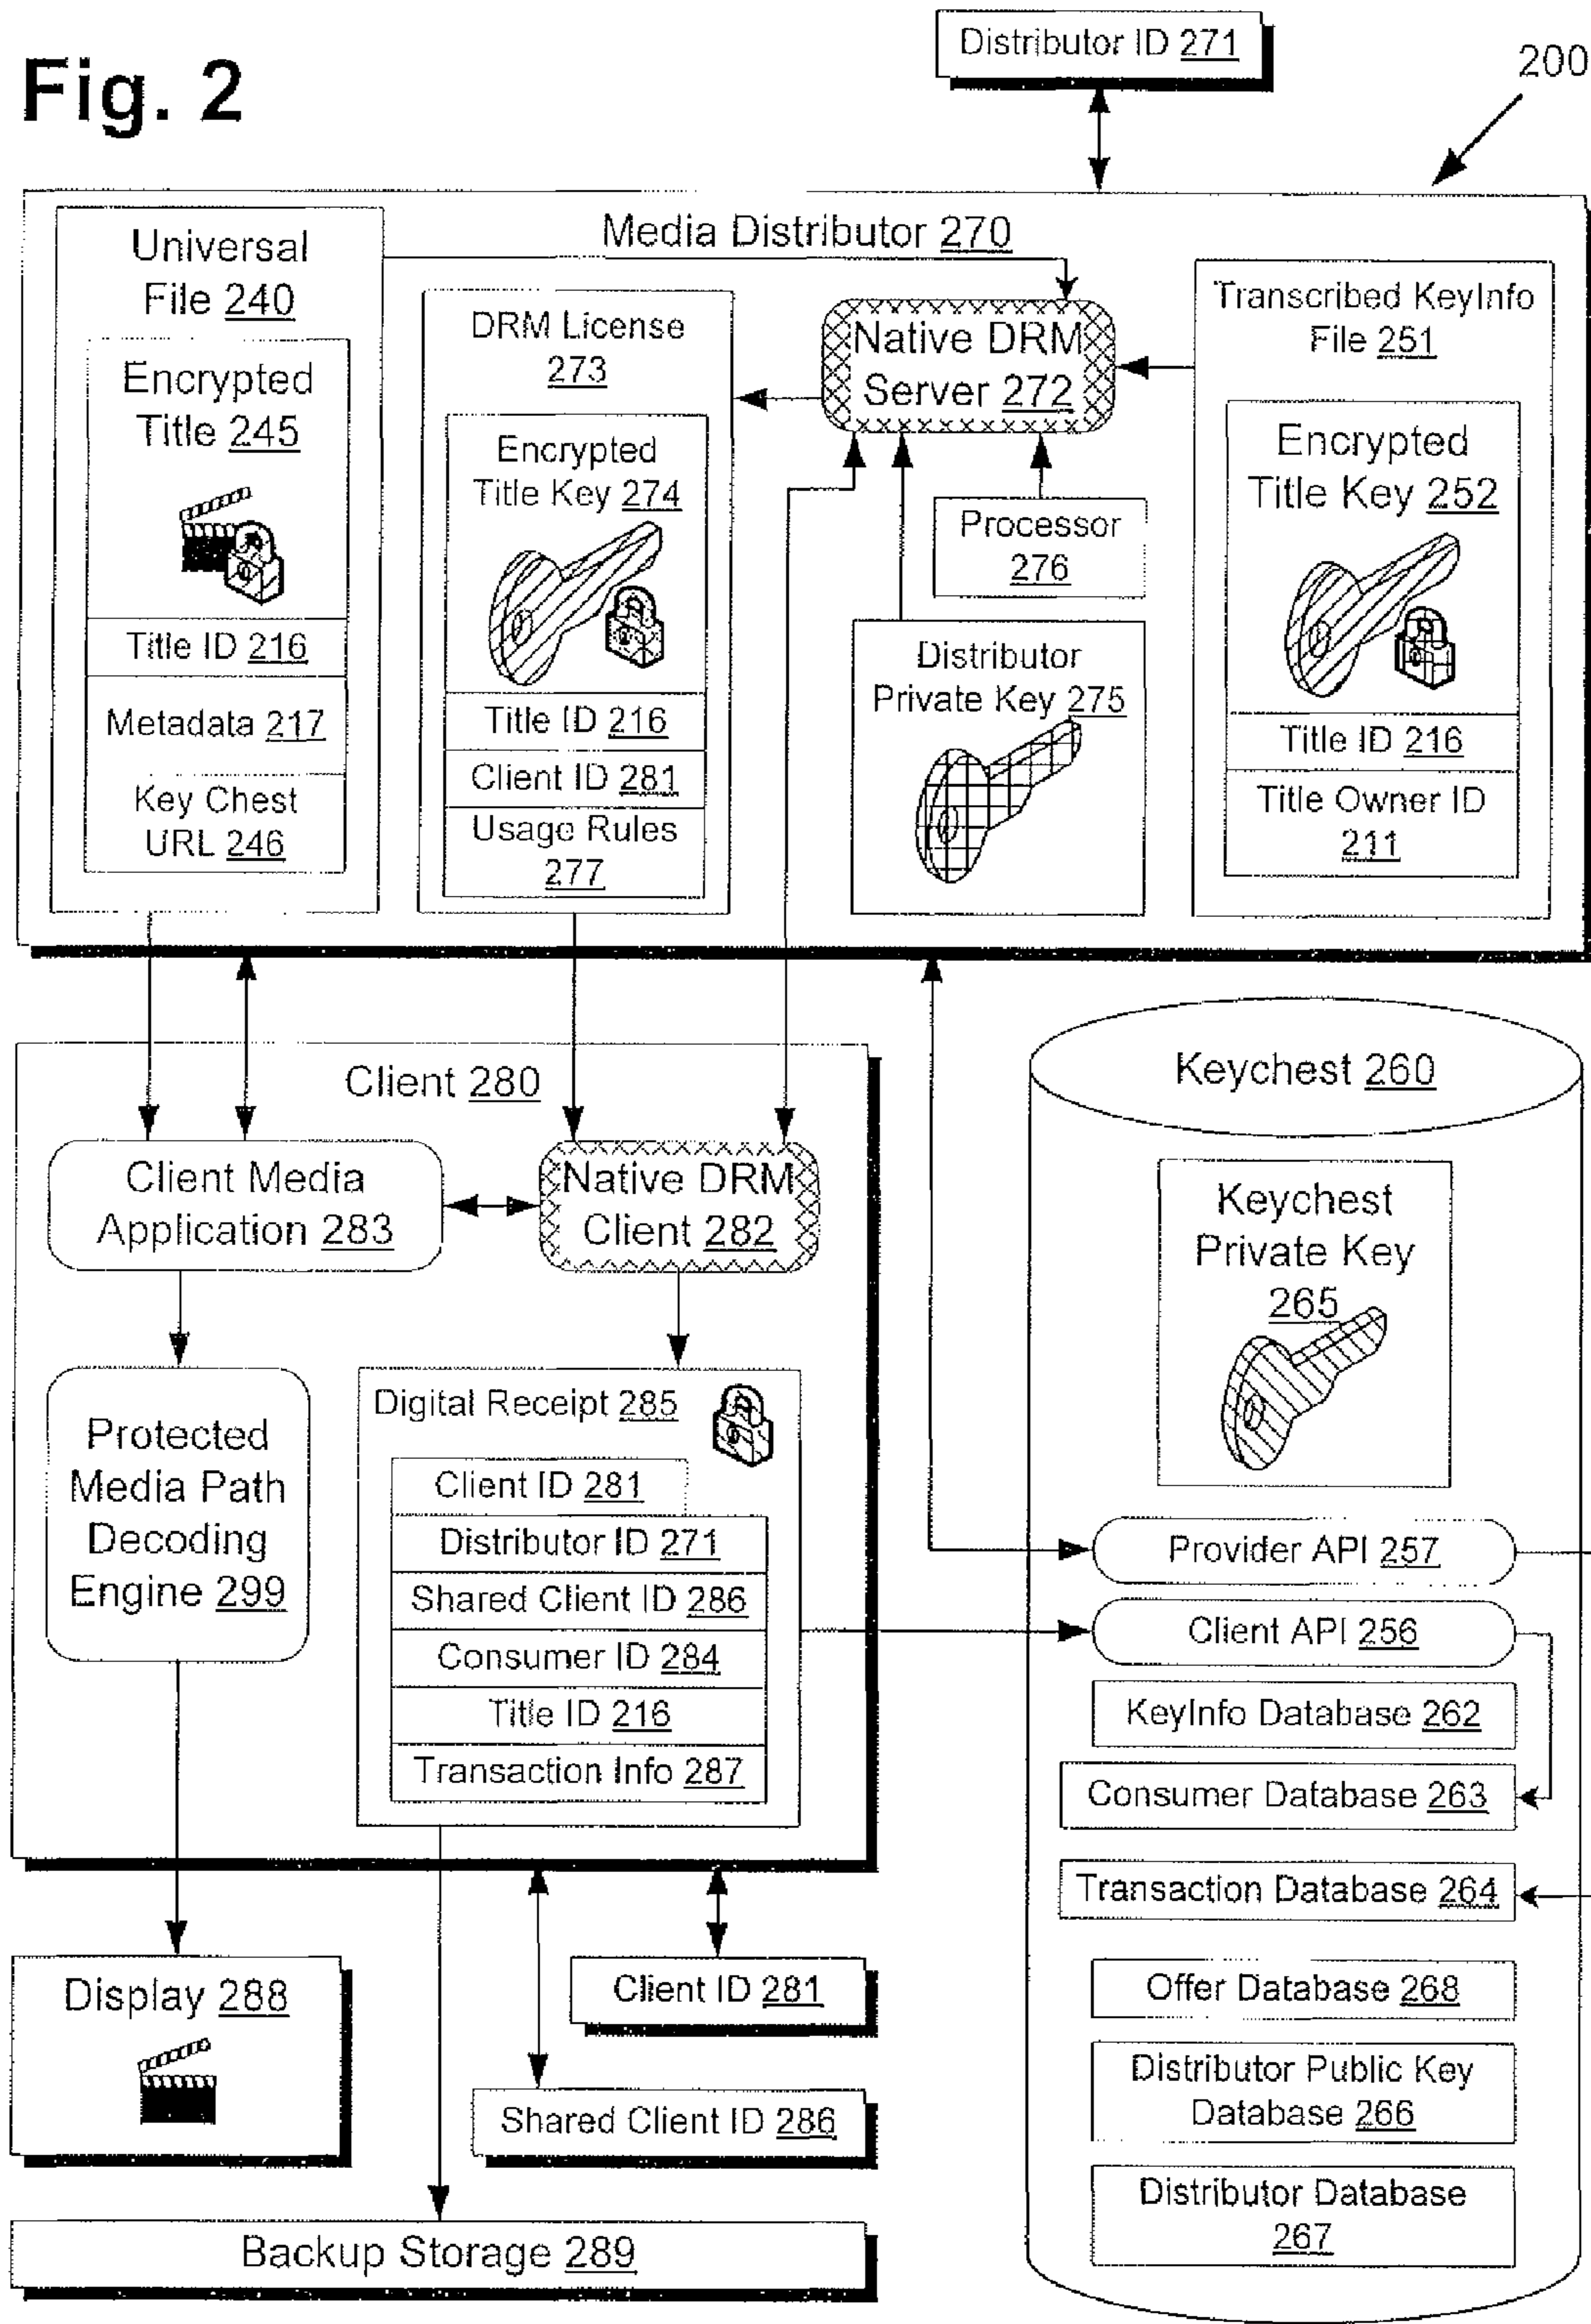 Fig. 2
Distributor ID 271
200
Media Distributor 270
Universal
File 240
Encrypted
Title 245
Title ID 216
Metadata 217
Key Chest
URL 246
DRM License
273
Encrypted
Title Key 274
Title ID 216
Client ID 281
Usage Rules
277
Native DRM
Server 272
Processor
276
Distributor
Private Key 275
Transcribed KeyInfo
File 251
Encrypted
Title Key 252
Title ID 216
Title Owner ID
211
Client 280
Client Media
Application 283
Native DRM
Client 282
Protected
Media Path
Decoding
Engine 299
Digital Receipt 285
Client ID 281
Distributor ID 271
Shared Client ID 286
Consumer ID 284
Title ID 216
Transaction Info 287
Display 288
Client ID 281
Shared Client ID 286
Backup Storage 289
Keychest 260
Keychest
Private Key
265
Provider API 257
Client API 256
KeyInfo Database 262
Consumer Database 263
Transaction Database 264
Offer Database 268
Distributor Public Key
Database 266
Distributor Database
267